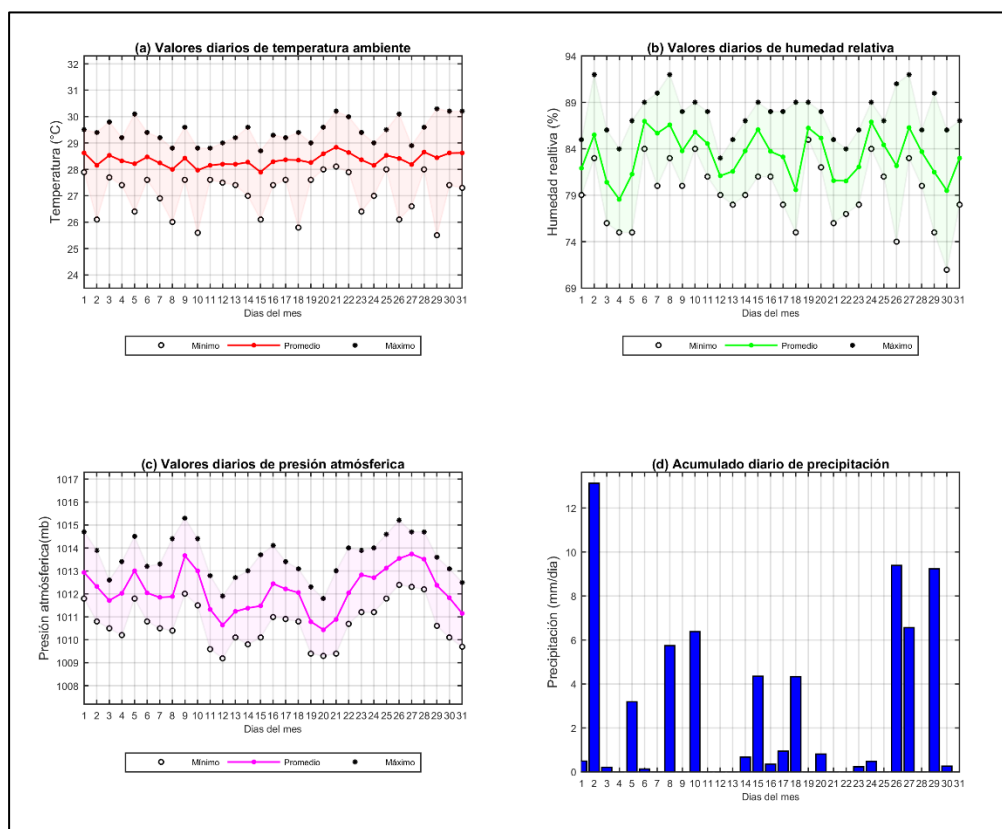 (a) Valores diarios de temperatura ambiente
Temperatura (°C)
32
31
30
29
28
27
26
25
24
1 2 3 4 5 6 7 8 9 10 11 12 13 14 15 16 17 18 19 20 21 22 23 24 25 26 27 28 29 30 31
Dias del mes
Mínimo Promedio Máximo
(b) Valores diarios de humedad relativa
Humedad realtiva (%)
94
89
84
79
74
69
1 2 3 4 5 6 7 8 9 10 11 12 13 14 15 16 17 18 19 20 21 22 23 24 25 26 27 28 29 30 31
Dias del mes
Mínimo Promedio Máximo
(c) Valores diarios de presión atmósferica
Presión atmósferica(mb)
1017
1016
1015
1014
1013
1012
1011
1010
1009
1008
1 2 3 4 5 6 7 8 9 10 11 12 13 14 15 16 17 18 19 20 21 22 23 24 25 26 27 28 29 30 31
Dias del mes
Mínimo Promedio Máximo
(d) Acumulado diario de precipitación
Precipitación (mm/dia)
12
10
8
6
4
2
0
1 2 3 4 5 6 7 8 9 10 11 12 13 14 15 16 17 18 19 20 21 22 23 24 25 26 27 28 29 30 31
Dias del mes